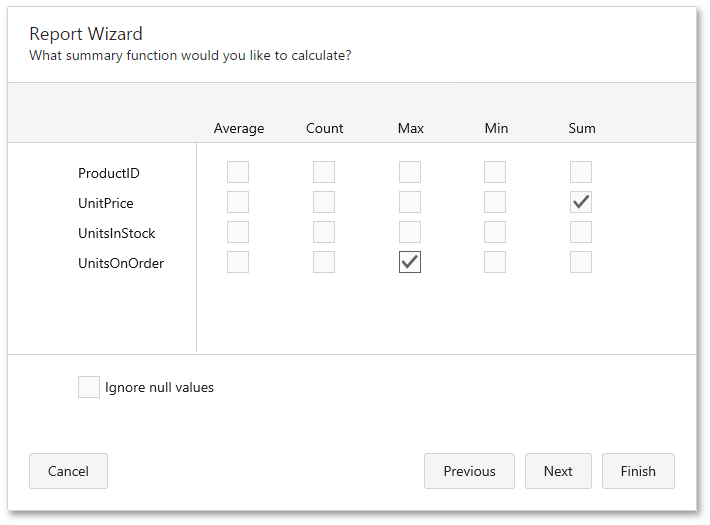 Report Wizard
What summary function would you like to calculate?
Average Count Max Min Sum
ProductID
UnitPrice
UnitsInStock
UnitsOnOrder
Ignore null values
Cancel Previous Next Finish